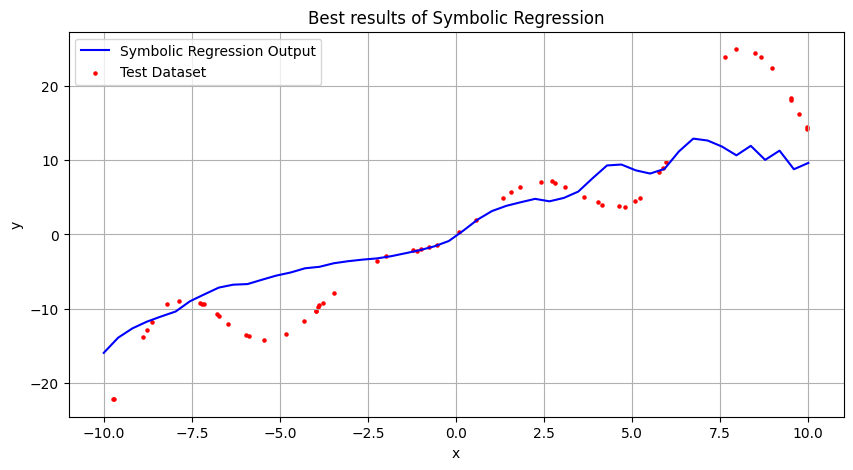 Best results of Symbolic Regression
Symbolic Regression Output
Test Dataset
y
20
10
0
−10
−20
−10.0 −7.5 −5.0 −2.5 0.0 2.5 5.0 7.5 10.0
x